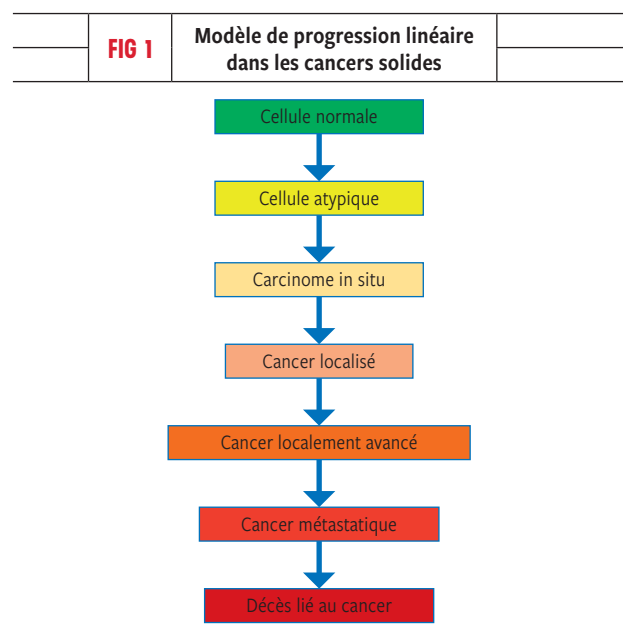 FIG 1
Modèle de progression linéaire
dans les cancers solides
Cellule normale
Cellule atypique
Carcinome in situ
Cancer localisé
Cancer localement avancé
Cancer métastatique
Décès lié au cancer